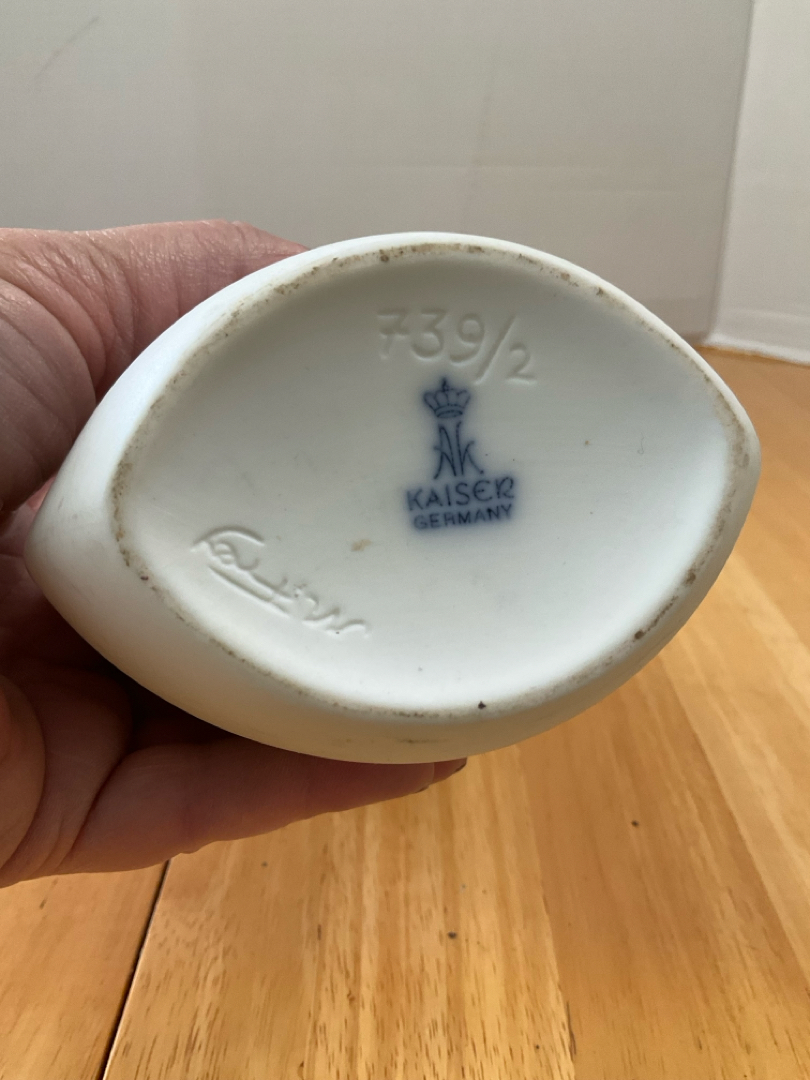 739/2
AK
KAISER
GERMANY